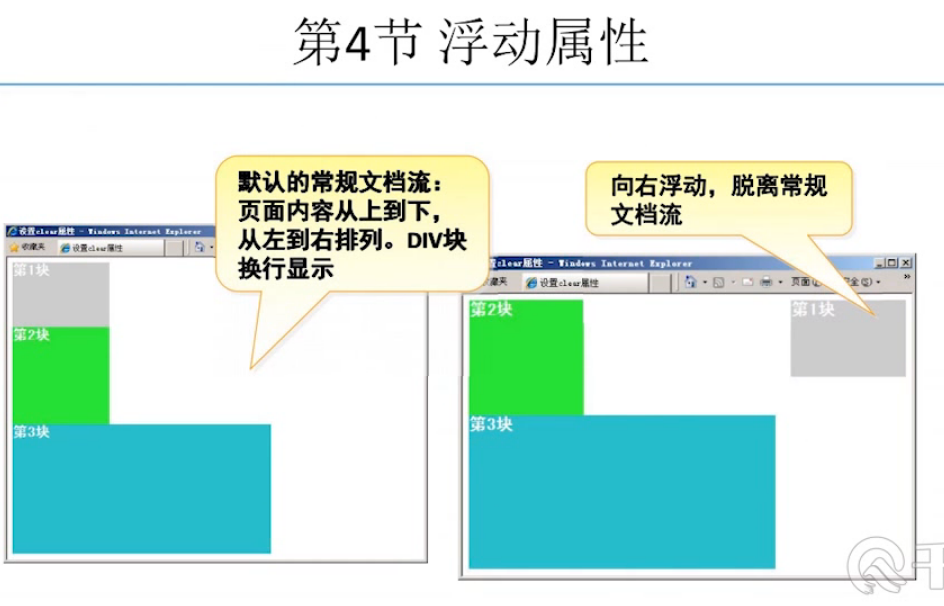 第4节 浮动属性
默认的常规文档流：
页面内容从上到下，
从左到右排列。DIV块
换行显示
向右浮动，脱离常规
文档流
设置clear属性 - Windows Internet Explorer
收藏夹 设置clear属性
第1块
第2块
第3块
置clear属性 - Windows Internet Explorer
藏夹 设置clear属性 页面
第2块 第1块
第3块
千